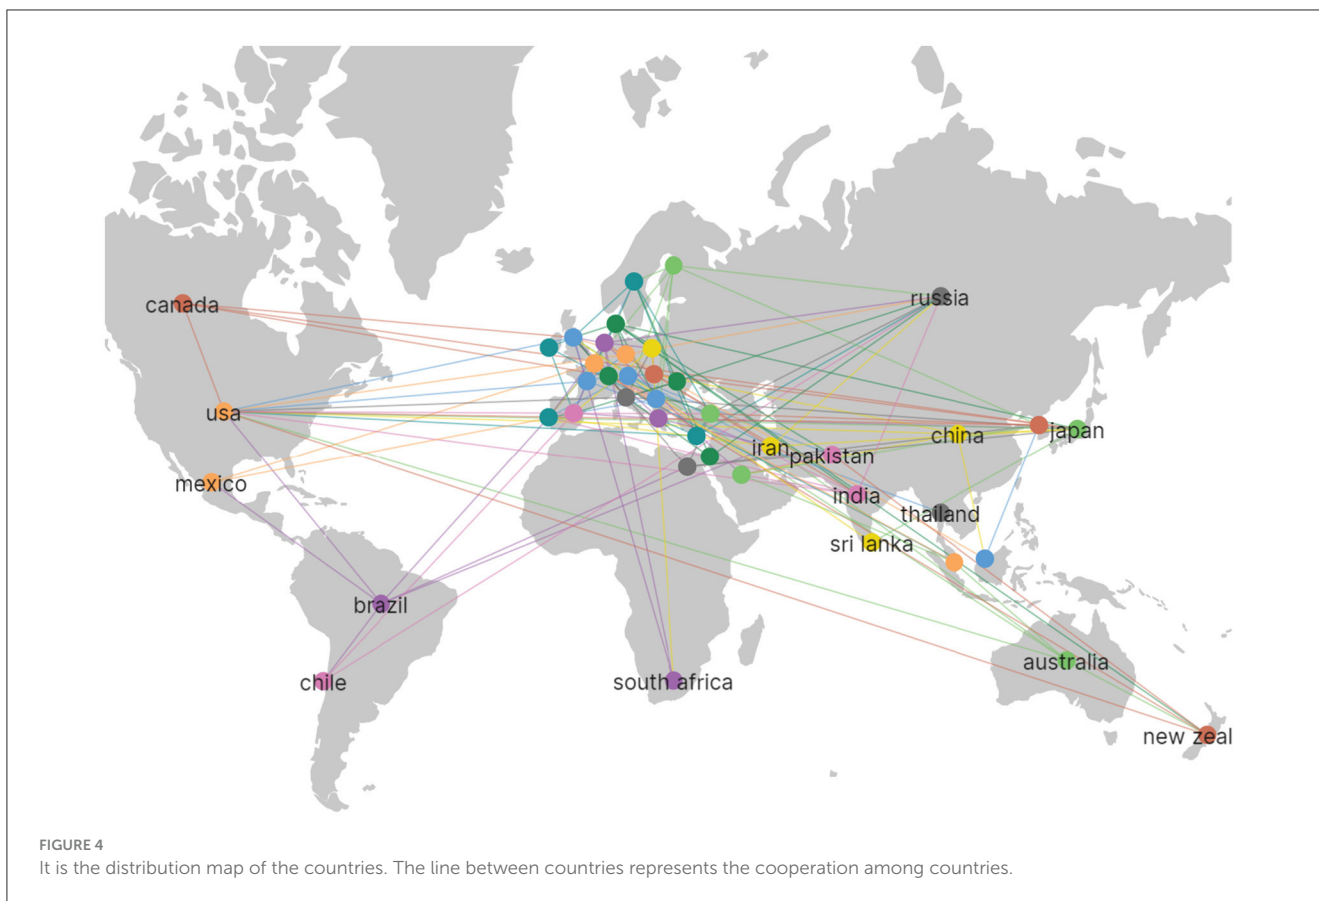 canada
russia
usa
china
japan
iran
pakistan
mexico
india
thailand
sri lanka
brazil
australia
chile
south africa
new zeal
FIGURE 4
It is the distribution map of the countries. The line between countries represents the cooperation among countries.